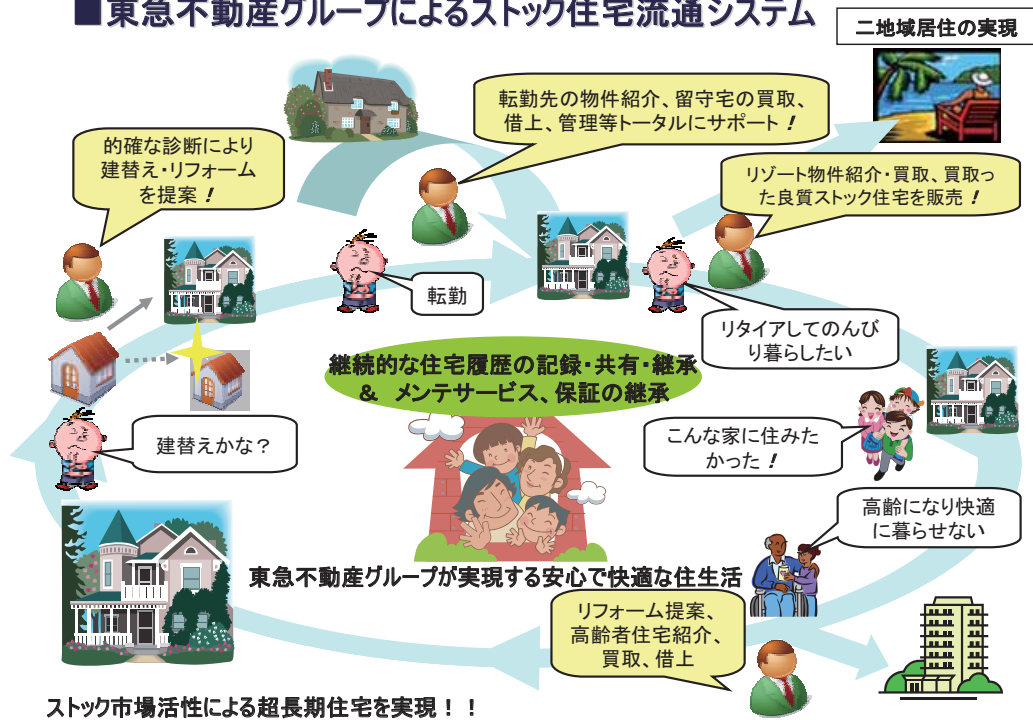 ■東急不動産グループによるストック住宅流通システム
二地域居住の実現
転勤先の物件紹介、留守宅の買取、
借上、管理等トータルにサポート！
的確な診断により
建替え・リフォーム
を提案！
リゾート物件紹介・買取、買取っ
た良質ストック住宅を販売！
転勤
リタイアしてのんび
り暮らしたい
継続的な住宅履歴の記録・共有・継承
＆ メンテサービス、保証の継承
建替えかな？
こんな家に住みた
かった！
高齢になり快適
に暮らせない
東急不動産グループが実現する安心で快適な住生活
リフォーム提案、
高齢者住宅紹介、
買取、借上
ストック市場活性による超長期住宅を実現！！